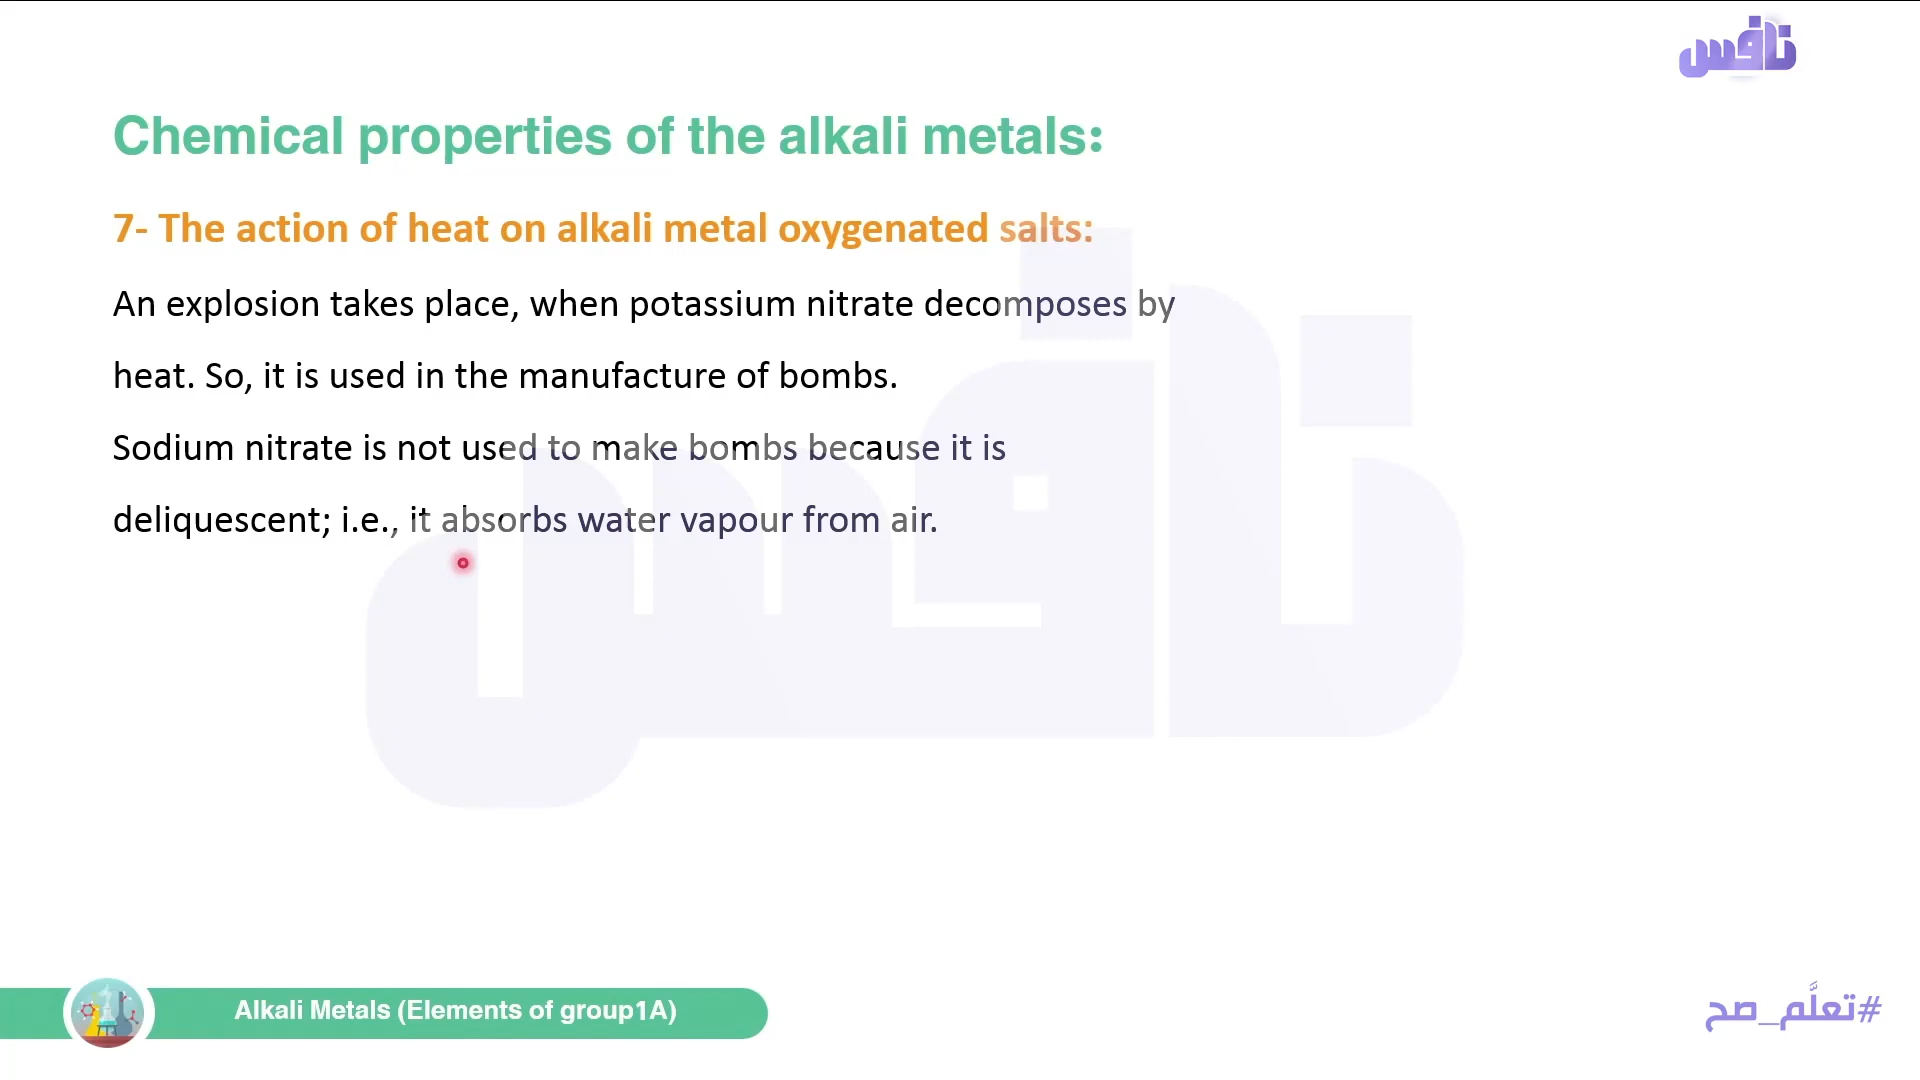 نافس
Chemical properties of the alkali metals:
7- The action of heat on alkali metal oxygenated salts:
An explosion takes place, when potassium nitrate decomposes by
heat. So, it is used in the manufacture of bombs.
Sodium nitrate is not used to make bombs because it is
deliquescent; i.e., it absorbs water vapour from air.
نافس
Alkali Metals (Elements of group1A)
#تعلَّم_صح